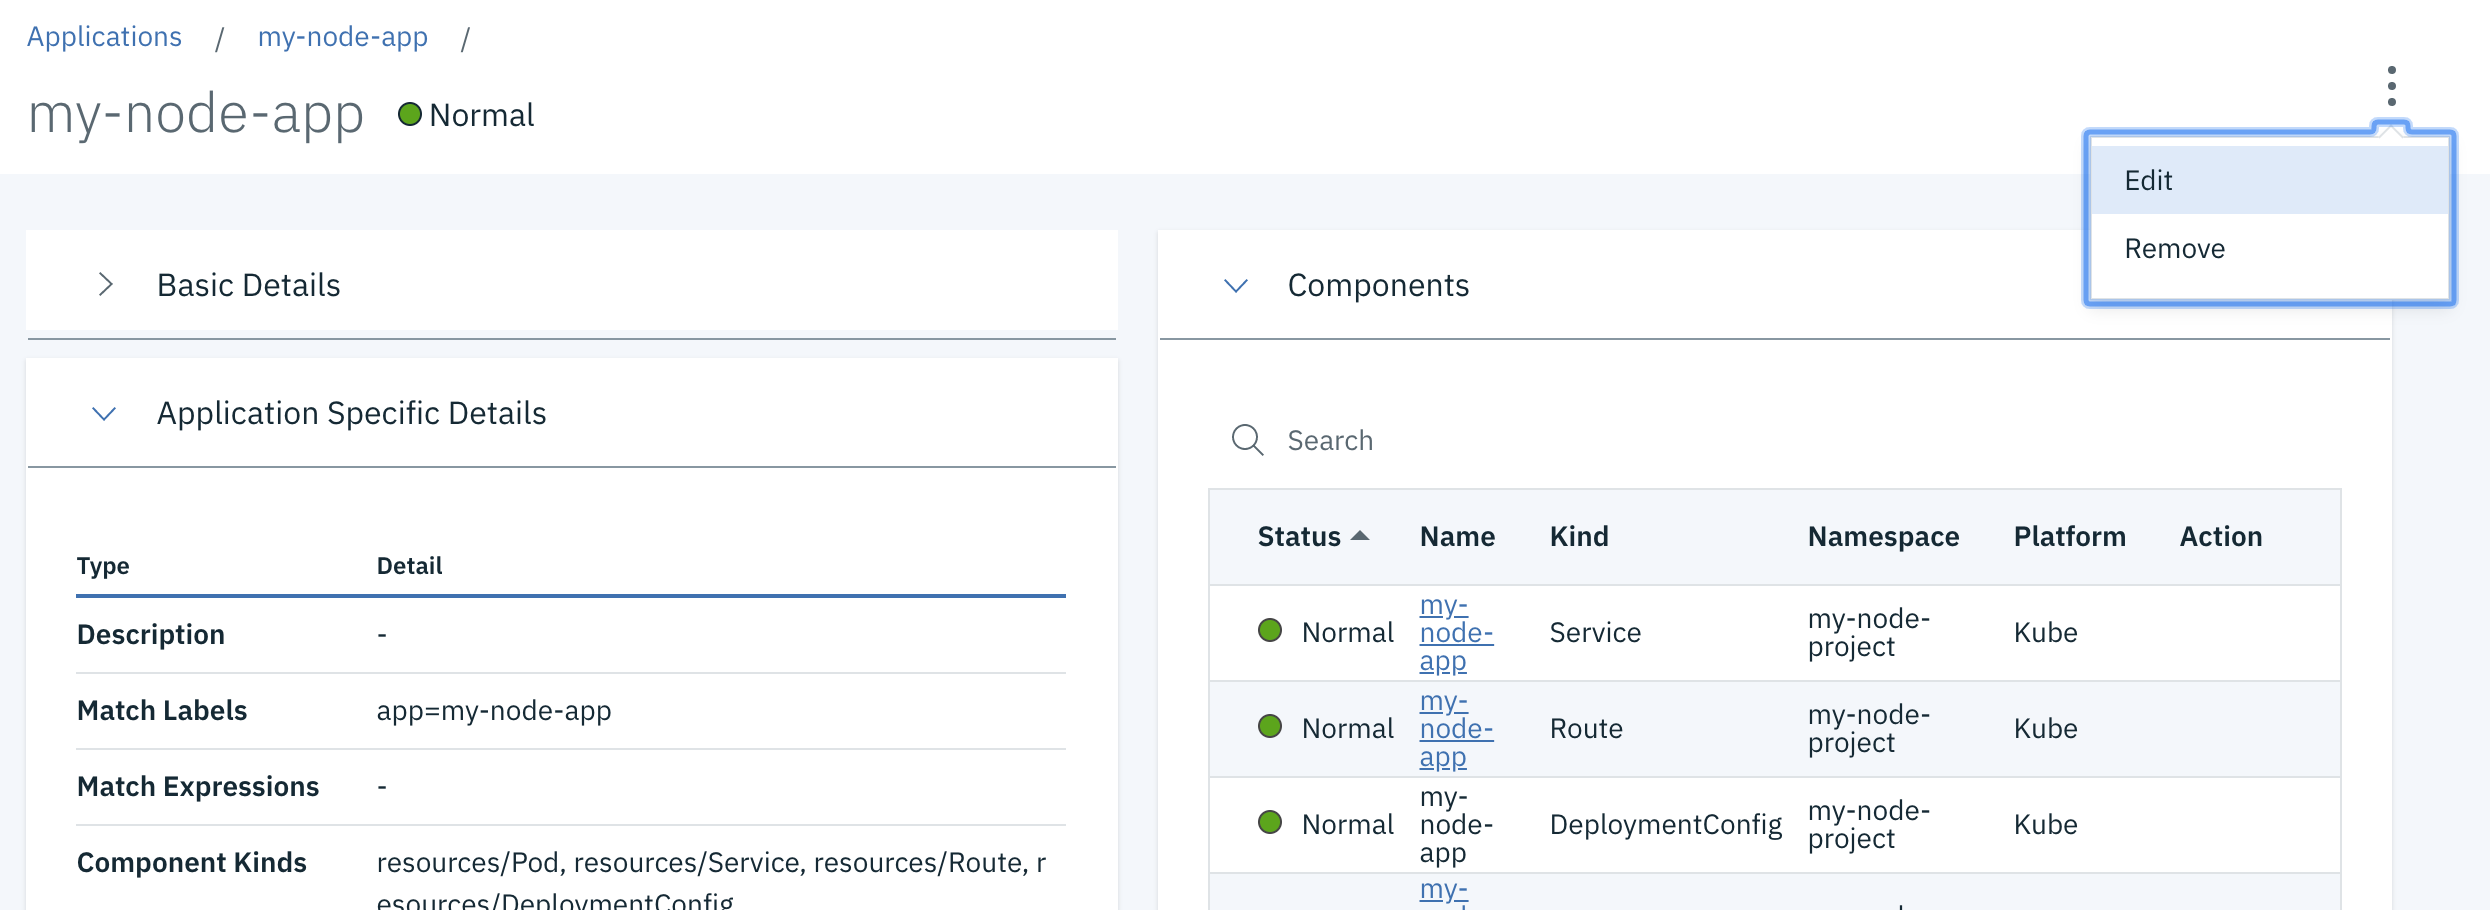 Applications / my-node-app /
my-node-app Normal
Edit
Remove
Basic Details
Application Specific Details
Type Detail
Description -
Match Labels app=my-node-app
Match Expressions -
Component Kinds resources/Pod, resources/Service, resources/Route, r
esources/DeploymentConfig
Components
Search
Status Name Kind Namespace Platform Action
Normal my-node-app Service my-node-project Kube
Normal my-node-app Route my-node-project Kube
Normal my-node-app DeploymentConfig my-node-project Kube
my-